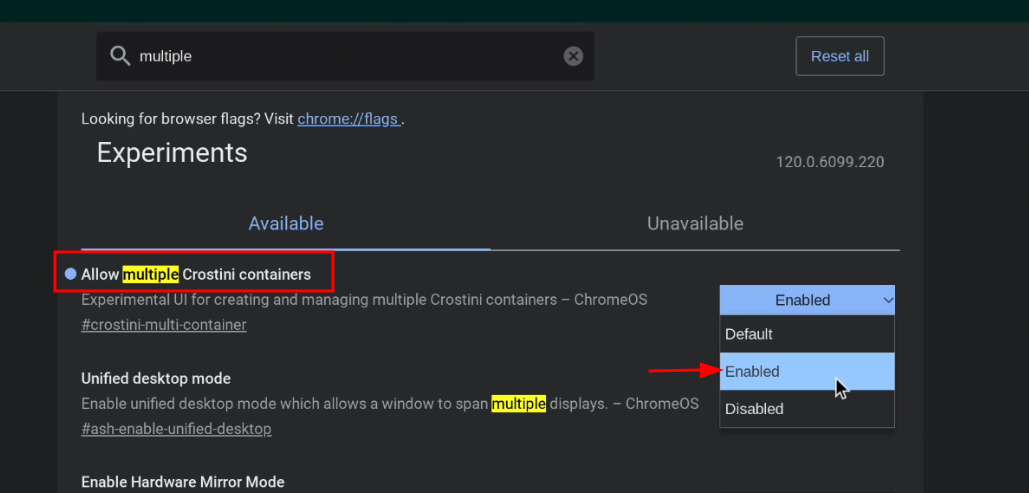 multiple
Reset all
Looking for browser flags? Visit chrome://flags .
Experiments
120.0.6099.220
Available
Unavailable
Allow multiple Crostini containers
Experimental UI for creating and managing multiple Crostini containers – ChromeOS
#crostini-multi-container
Enabled
Default
Enabled
Disabled
Unified desktop mode
Enable unified desktop mode which allows a window to span multiple displays. – ChromeOS
#ash-enable-unified-desktop
Enable Hardware Mirror Mode